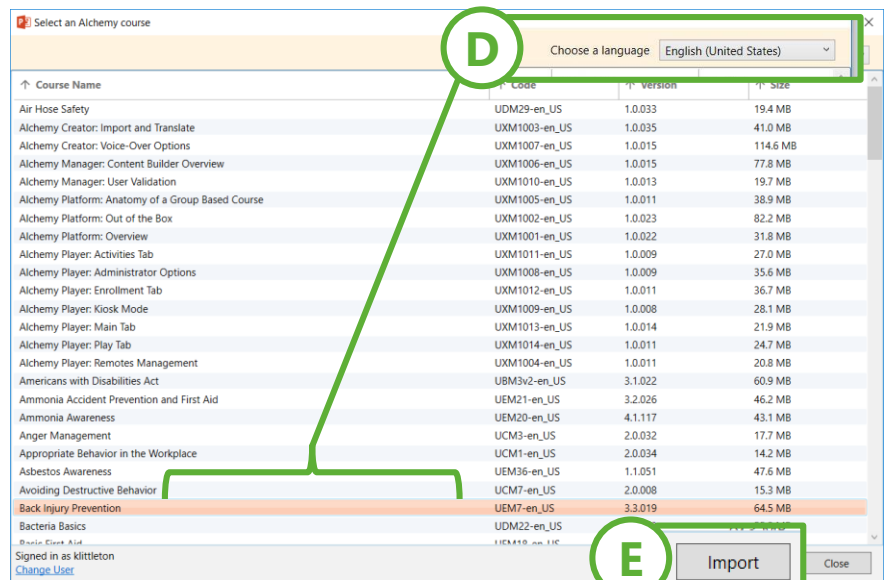 Select an Alchemy course
D
Choose a language English (United States)
Course Name Code Version Size
Air Hose Safety UDM29-en_US 1.0.033 19.4 MB
Alchemy Creator: Import and Translate UXM1003-en_US 1.0.035 41.0 MB
Alchemy Creator: Voice-Over Options UXM1007-en_US 1.0.015 114.6 MB
Alchemy Manager: Content Builder Overview UXM1006-en_US 1.0.015 77.8 MB
Alchemy Manager: User Validation UXM1010-en_US 1.0.013 19.7 MB
Alchemy Platform: Anatomy of a Group Based Course UXM1005-en_US 1.0.011 38.9 MB
Alchemy Platform: Out of the Box UXM1002-en_US 1.0.023 82.2 MB
Alchemy Platform: Overview UXM1001-en_US 1.0.022 31.8 MB
Alchemy Player: Activities Tab UXM1011-en_US 1.0.009 27.0 MB
Alchemy Player: Administrator Options UXM1008-en_US 1.0.009 35.6 MB
Alchemy Player: Enrollment Tab UXM1012-en_US 1.0.011 36.7 MB
Alchemy Player: Kiosk Mode UXM1009-en_US 1.0.008 28.1 MB
Alchemy Player: Main Tab UXM1013-en_US 1.0.014 21.9 MB
Alchemy Player: Play Tab UXM1014-en_US 1.0.011 24.7 MB
Alchemy Player: Remotes Management UXM1004-en_US 1.0.011 20.8 MB
Americans with Disabilities Act UBM3v2-en_US 3.1.022 60.9 MB
Ammonia Accident Prevention and First Aid UEM21-en_US 3.2.026 46.2 MB
Ammonia Awareness UEM20-en_US 4.1.117 43.1 MB
Anger Management UCM3-en_US 2.0.032 17.7 MB
Appropriate Behavior in the Workplace UCM1-en_US 2.0.034 14.2 MB
Asbestos Awareness UEM36-en_US 1.1.051 47.6 MB
Avoiding Destructive Behavior UCM7-en_US 2.0.008 15.3 MB
Back Injury Prevention UEM7-en_US 3.3.019 64.5 MB
Bacteria Basics UDM22-en_US
Basic First Aid UEM18-en_US
Signed in as klittleton
Change User
E
Import
Close